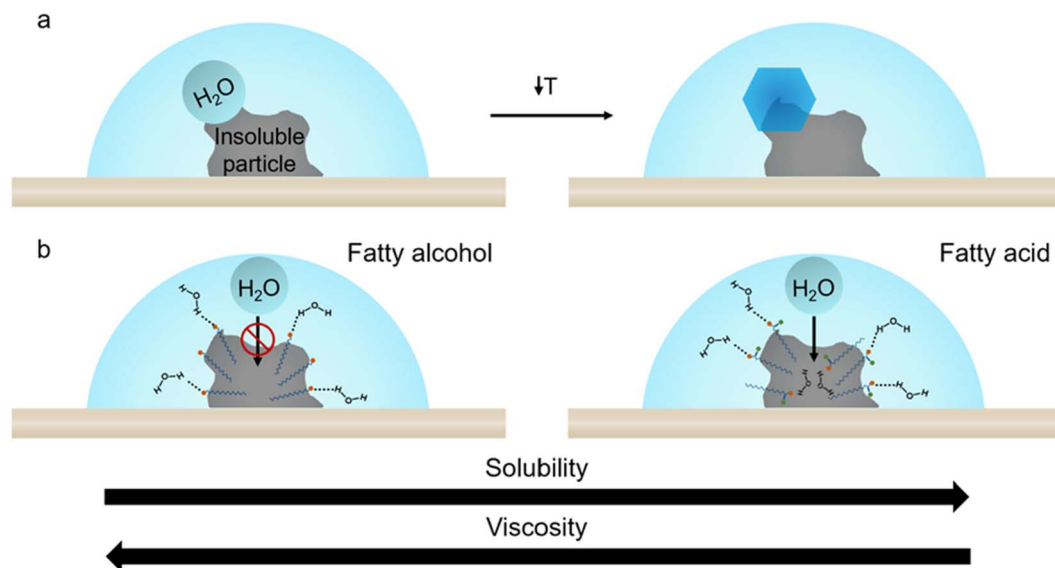 a
H₂O
Insoluble
particle
↓T
b
Fatty alcohol
Fatty acid
H₂O
H₂O
H O H
H O H
H O H
H O H
H O H
H O H
H O H
H O H
Solubility
Viscosity